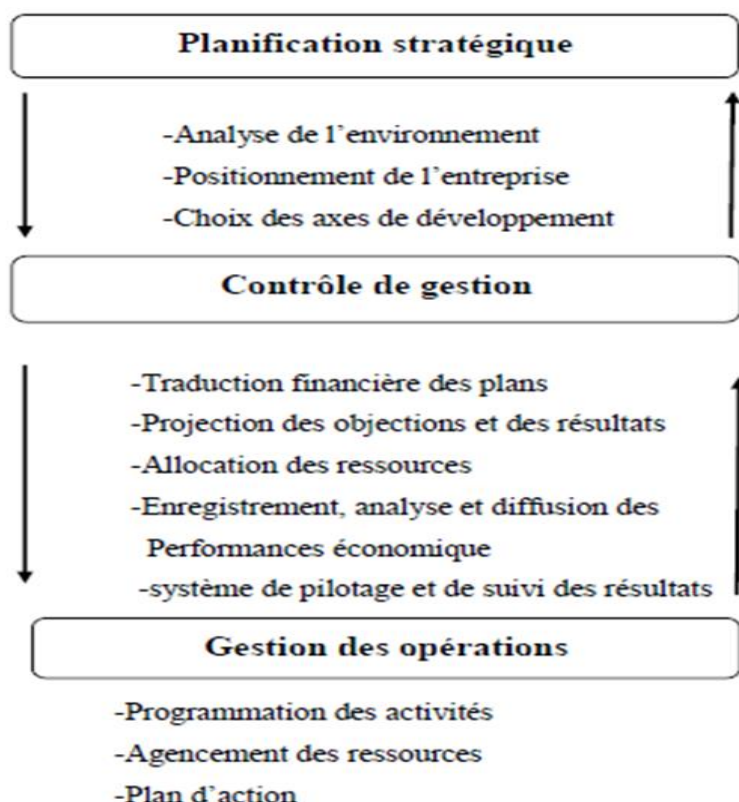 Planification stratégique
-Analyse de l'environnement
-Positionnement de l'entreprise
-Choix des axes de développement
Contrôle de gestion
-Traduction financière des plans
-Projection des objections et des résultats
-Allocation des ressources
-Enregistrement, analyse et diffusion des
Performances économique
-système de pilotage et de suivi des résultats
Gestion des opérations
-Programmation des activités
-Agencement des ressources
-Plan d'action